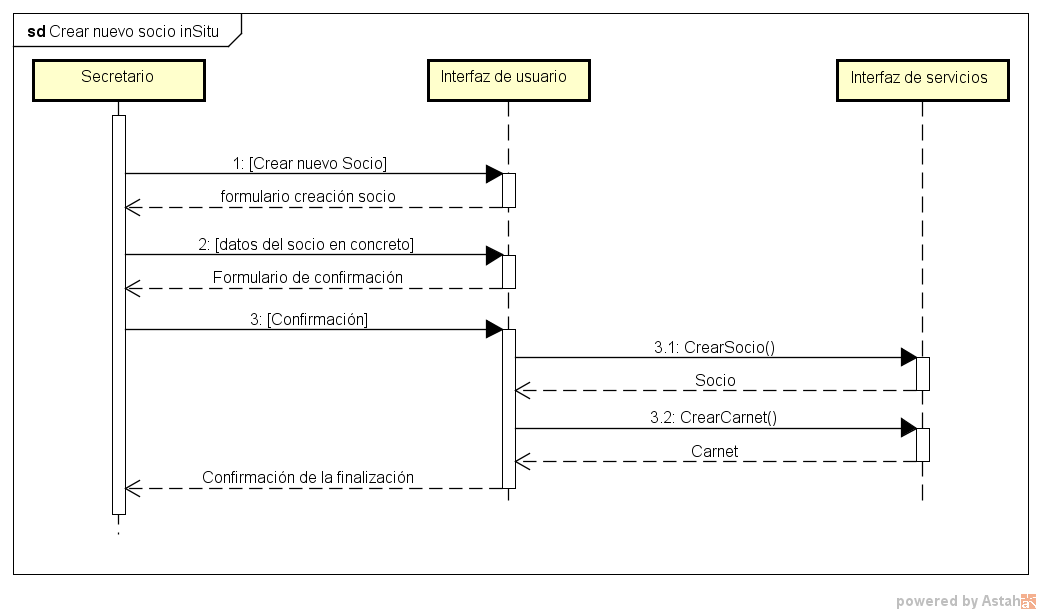 sd Crear nuevo socio inSitu
Secretario
Interfaz de usuario
Interfaz de servicios
1: [Crear nuevo Socio]
formulario creación socio
2: [datos del socio en concreto]
Formulario de confirmación
3: [Confirmación]
3.1: CrearSocio()
Socio
3.2: CrearCarnet()
Carnet
Confirmación de la finalización
powered by Astah